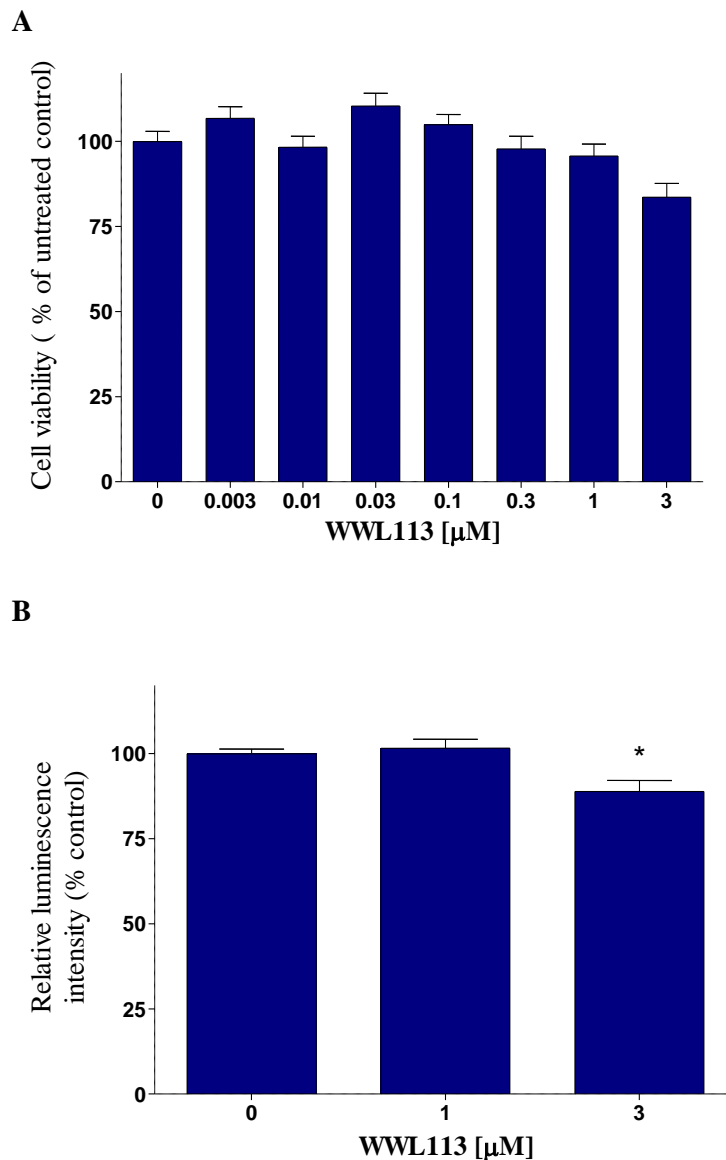 A
Cell viability ( % of untreated control)
100
75
50
25
0
0 0.003 0.01 0.03 0.1 0.3 1 3
WWL113 [μM]
B
Relative luminescence
intensity (% control)
100
75
50
25
0
*
0 1 3
WWL113 [μM]